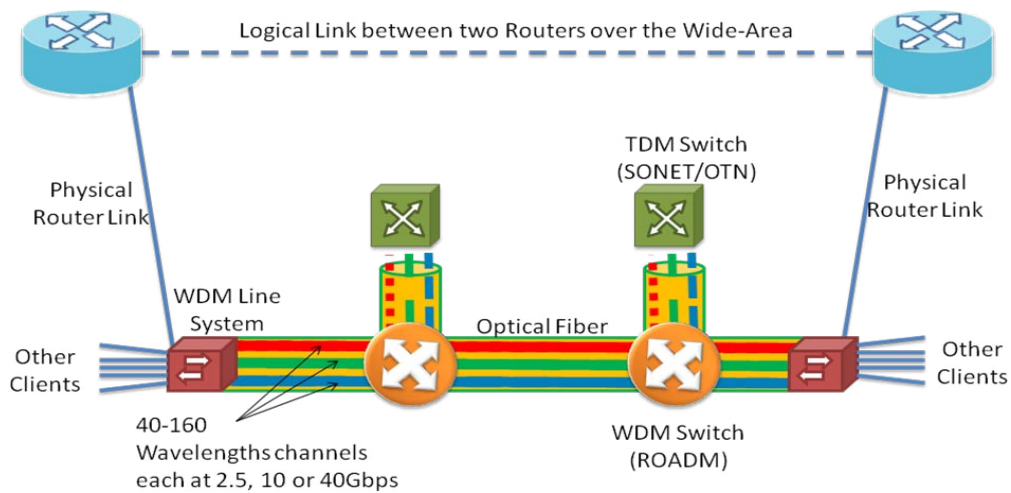 Logical Link between two Routers over the Wide-Area
TDM Switch
(SONET/OTN)
Physical
Router Link
Physical
Router Link
WDM Line
System
Optical Fiber
Other
Clients
Other
Clients
40-160
Wavelengths channels
each at 2.5, 10 or 40Gbps
WDM Switch
(ROADM)